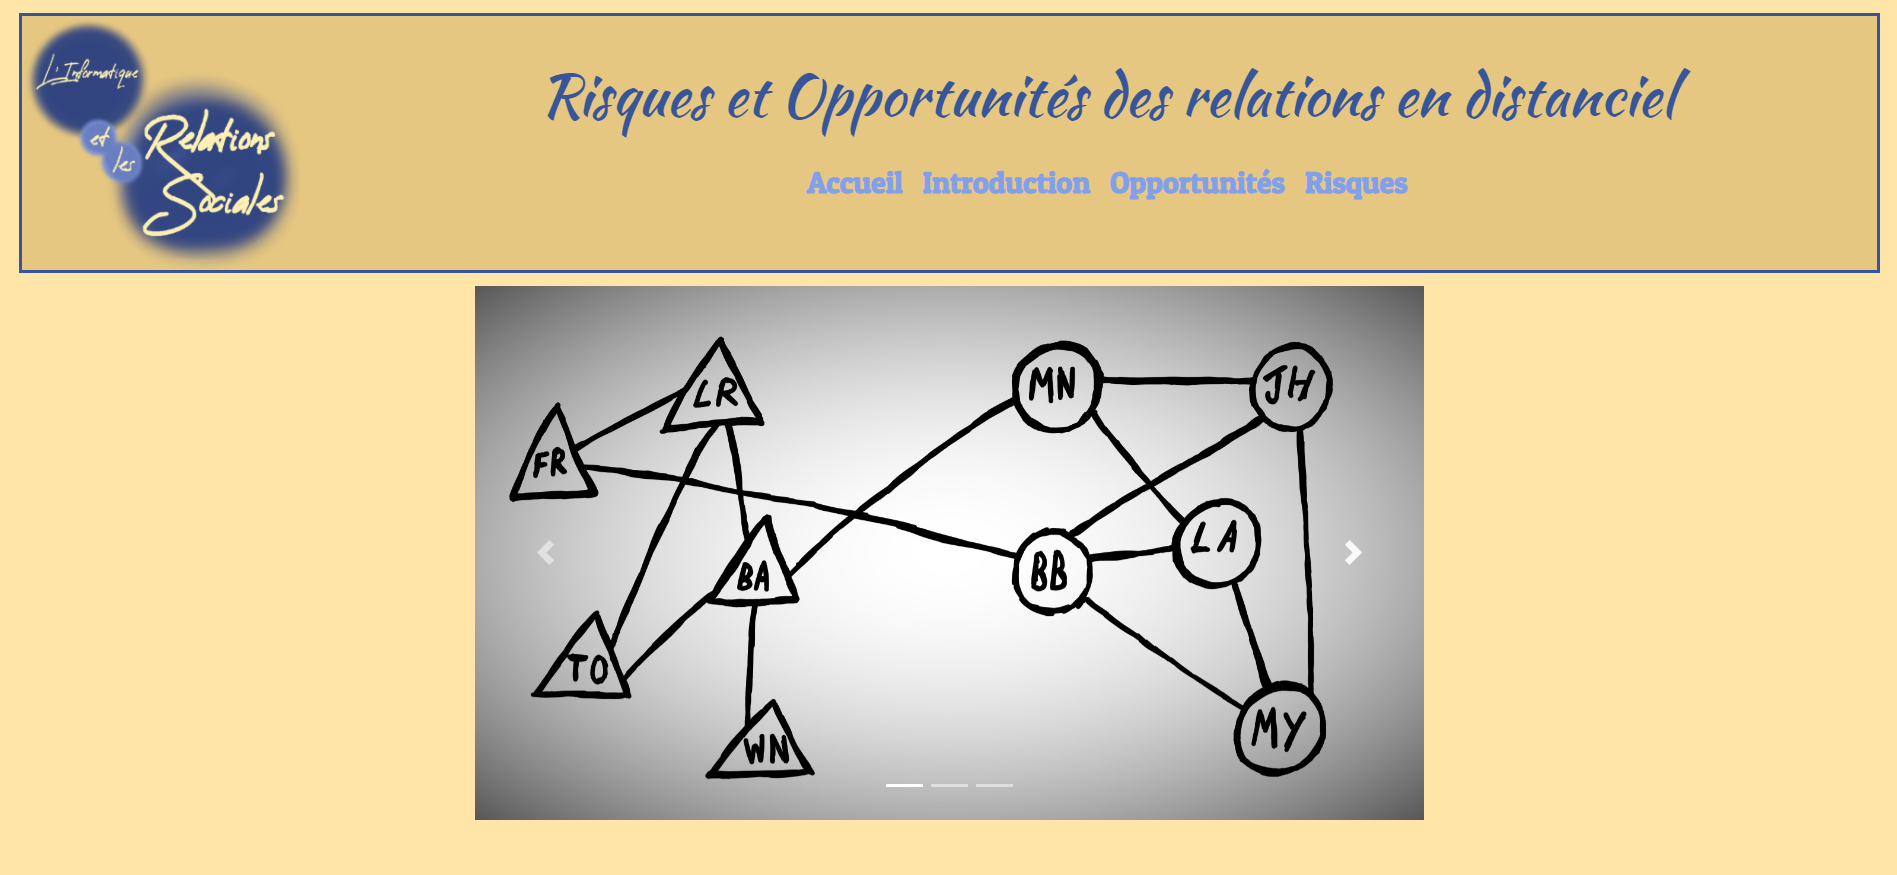 L'Informatique
et
les
Relations
Sociales
Risques et Opportunités des relations en distanciel
Accueil Introduction Opportunités Risques
LR
MN
JH
FR
LA
BB
BA
TO
WN
MY